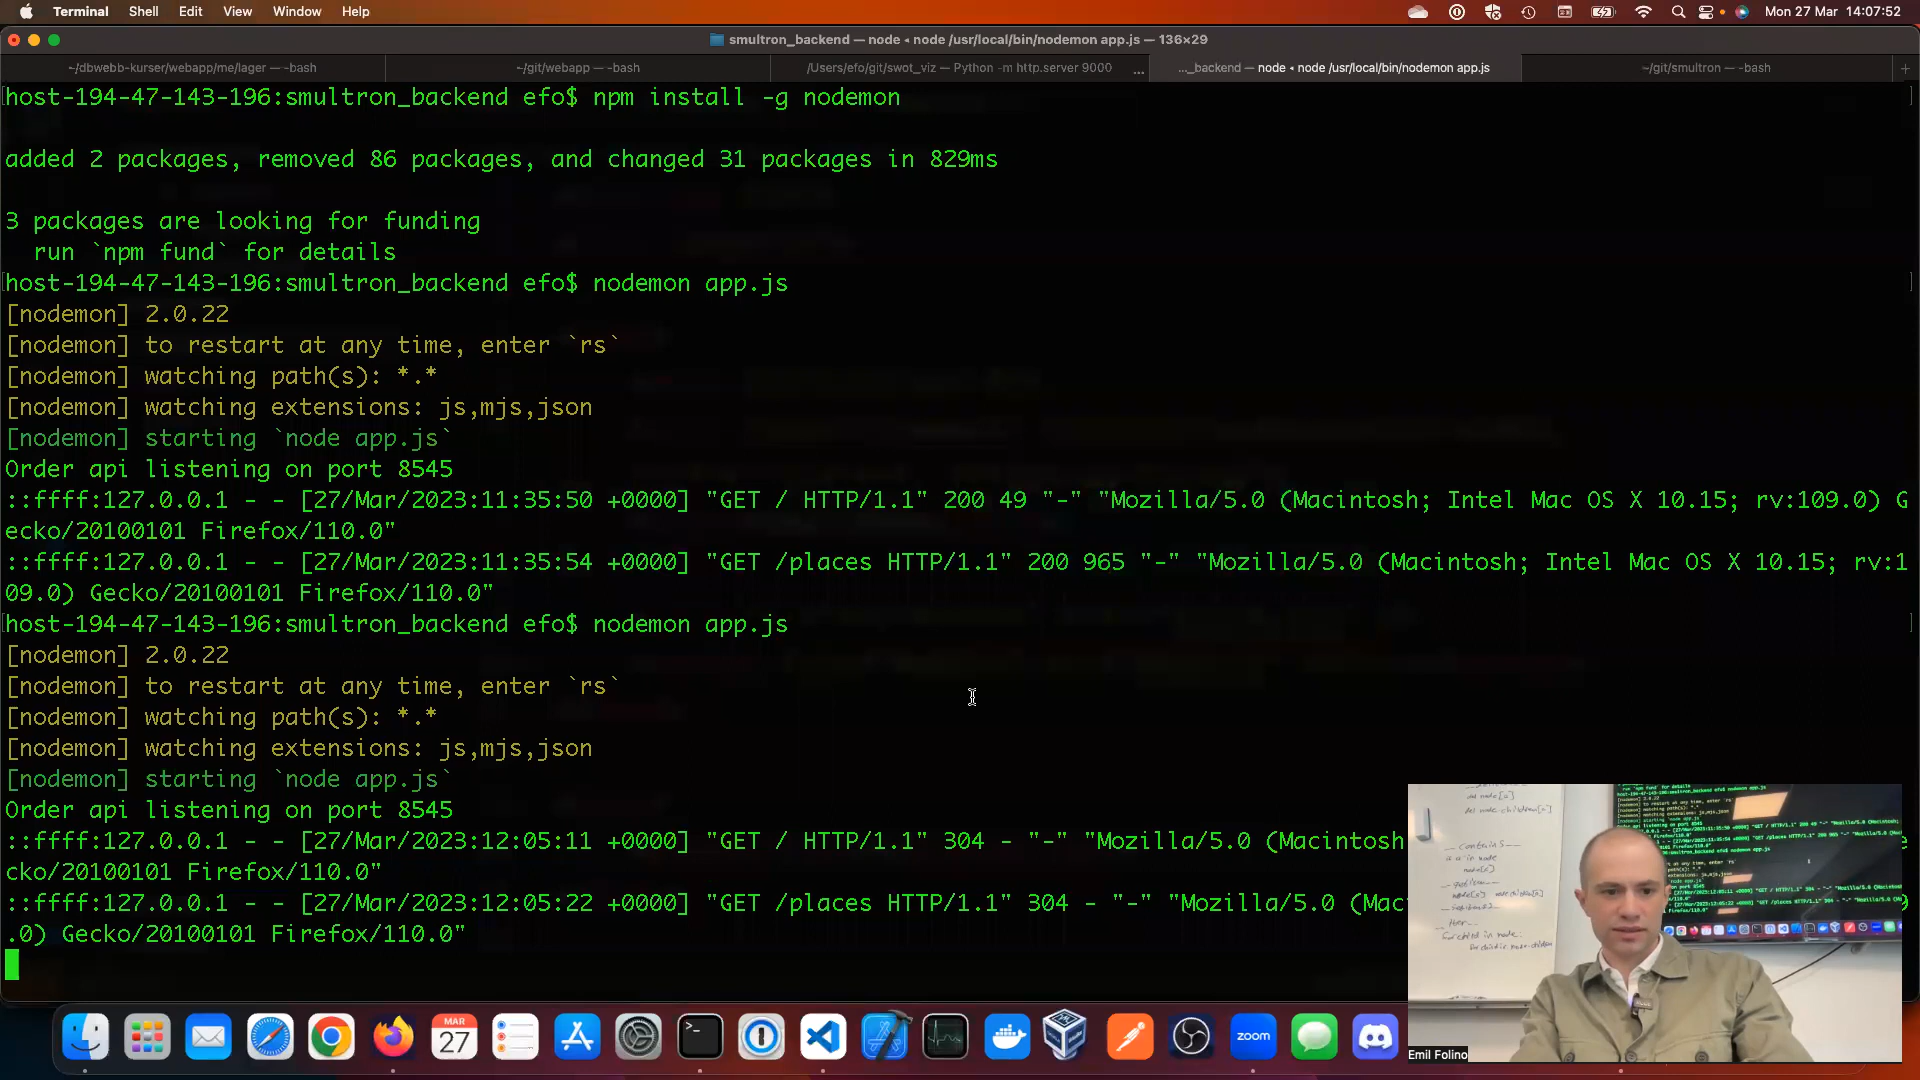 Terminal Shell Edit View Window Help Mon 27 Mar 14:07:52
smultron_backend — node ◂ node /usr/local/bin/nodemon app.js — 136×29
~/dbwebb-kurser/webapp/me/lager — -bash ~/git/webapp — -bash /Users/efo/git/swot_viz — Python -m http.server 9000 ... ..._backend — node ◂ node /usr/local/bin/nodemon app.js ~/git/smultron — -bash +
host-194-47-143-196:smultron_backend efo$ npm install -g nodemon
added 2 packages, removed 86 packages, and changed 31 packages in 829ms
3 packages are looking for funding
run `npm fund` for details
host-194-47-143-196:smultron_backend efo$ nodemon app.js
[nodemon] 2.0.22
[nodemon] to restart at any time, enter `rs`
[nodemon] watching path(s): *.*
[nodemon] watching extensions: js,mjs,json
[nodemon] starting `node app.js`
Order api listening on port 8545
::ffff:127.0.0.1 - - [27/Mar/2023:11:35:50 +0000] "GET / HTTP/1.1" 200 49 "-" "Mozilla/5.0 (Macintosh; Intel Mac OS X 10.15; rv:109.0) G
ecko/20100101 Firefox/110.0"
::ffff:127.0.0.1 - - [27/Mar/2023:11:35:54 +0000] "GET /places HTTP/1.1" 200 965 "-" "Mozilla/5.0 (Macintosh; Intel Mac OS X 10.15; rv:1
09.0) Gecko/20100101 Firefox/110.0"
host-194-47-143-196:smultron_backend efo$ nodemon app.js
[nodemon] 2.0.22
[nodemon] to restart at any time, enter `rs`
[nodemon] watching path(s): *.*
[nodemon] watching extensions: js,mjs,json
[nodemon] starting `node app.js`
Order api listening on port 8545
::ffff:127.0.0.1 - - [27/Mar/2023:12:05:11 +0000] "GET / HTTP/1.1" 304 - "-" "Mozilla/5.0 (Macintosh
cko/20100101 Firefox/110.0"
::ffff:127.0.0.1 - - [27/Mar/2023:12:05:22 +0000] "GET /places HTTP/1.1" 304 - "-" "Mozilla/5.0 (Mac
.0) Gecko/20100101 Firefox/110.0"
MAR
27
zoom
Emil Folino